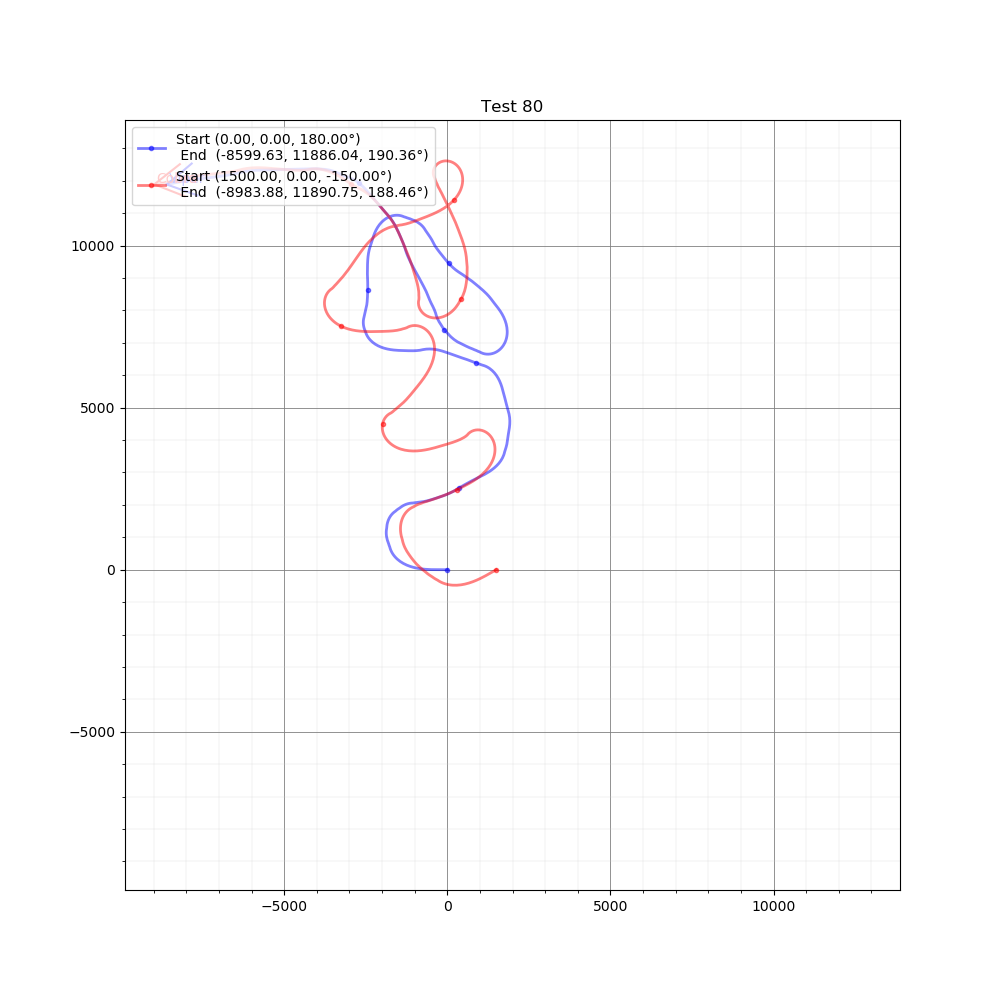 Test 80
Start (0.00, 0.00, 180.00°)
End (-8599.63, 11886.04, 190.36°)
Start (1500.00, 0.00, -150.00°)
End (-8983.88, 11890.75, 188.46°)
10000
5000
0
−5000
−5000
0
5000
10000